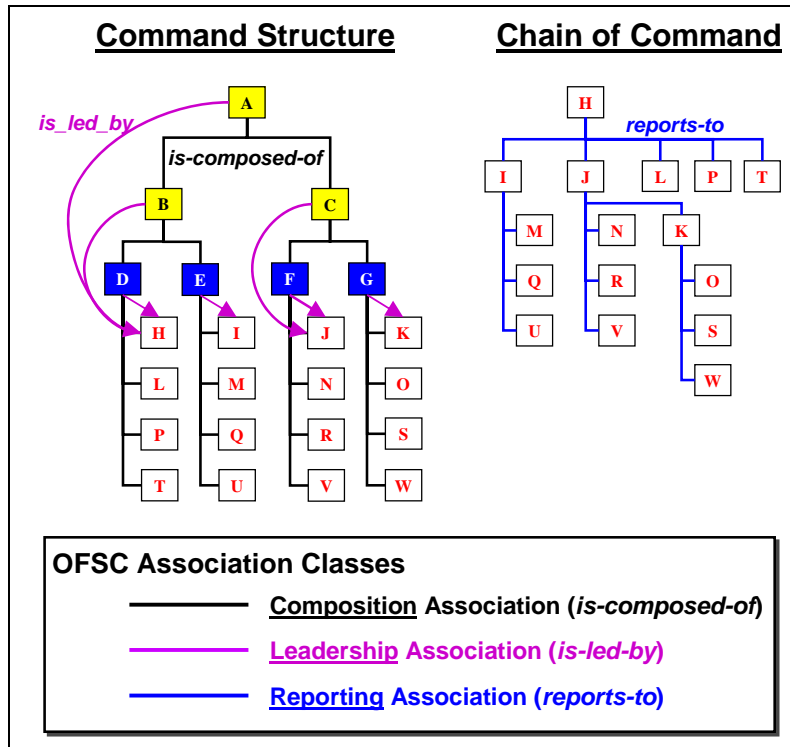 Command Structure
Chain of Command
A
H
is_led_by
reports-to
is-composed-of
I
J
L
P
T
B
C
M
N
K
D
E
F
G
Q
R
O
H
I
J
K
U
V
S
L
M
N
O
W
P
Q
R
S
T
U
V
W
OFSC Association Classes
Composition Association (is-composed-of)
Leadership Association (is-led-by)
Reporting Association (reports-to)